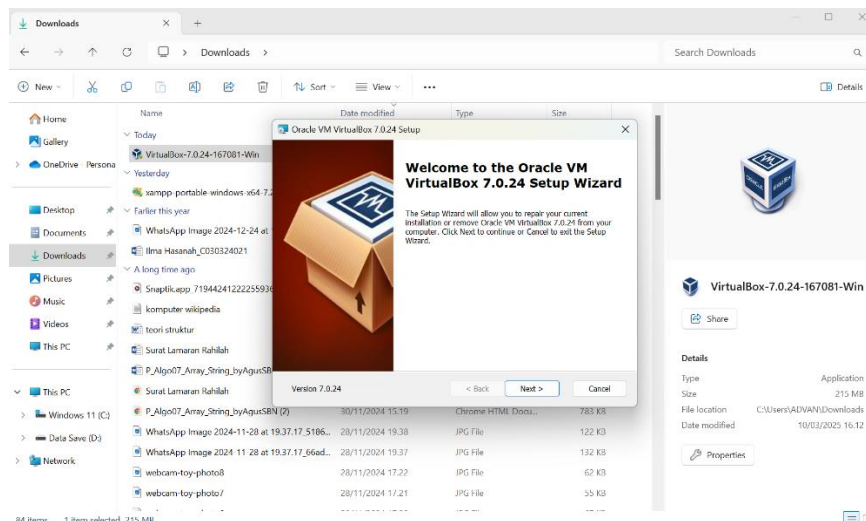 Downloads
Downloads
Search Downloads
New
Sort
View
Details
Home
Gallery
OneDrive - Persona
Desktop
Documents
Downloads
Pictures
Music
Videos
This PC
This PC
Windows 11 (C:)
Data Save (D:)
Network
Name Date modified Type Size
Today
VirtualBox-7.0.24-167081-Win
Yesterday
xampp-portable-windows-x64-7.2
Earlier this year
WhatsApp Image 2024-12-24 at
Ilma Hasanah_C030324021
A long time ago
Snaptik.app_71944241222255936
komputer wikipedia
teori struktur
Surat Lamaran Rahilah
P_Algo07_Array_String_byAgusSBN
Surat Lamaran Rahilah
P_Algo07_Array_String_byAgusSBN (2) 30/11/2024 15.19 Chrome HTML Docu... 783 KB
WhatsApp Image 2024-11-28 at 19.37.17_5186... 28/11/2024 19.38 JPG File 122 KB
WhatsApp Image 2024-11-28 at 19.37.17_66ad... 28/11/2024 19.37 JPG File 132 KB
webcam-toy-photo8 28/11/2024 17.22 JPG File 62 KB
webcam-toy-photo7 28/11/2024 17.21 JPG File 55 KB
Oracle VM VirtualBox 7.0.24 Setup
Welcome to the Oracle VM
VirtualBox 7.0.24 Setup Wizard
The Setup Wizard will allow you to repair your current
installation or remove Oracle VM VirtualBox 7.0.24 from your
computer. Click Next to continue or Cancel to exit the Setup
Wizard.
Version 7.0.24
< Back Next > Cancel
VirtualBox-7.0.24-167081-Win
Share
Details
Type Application
Size 215 MB
File location C:\Users\ADVAN\Downloads
Date modified 10/03/2025 16.12
Properties
84 items 1 item selected 215 MB